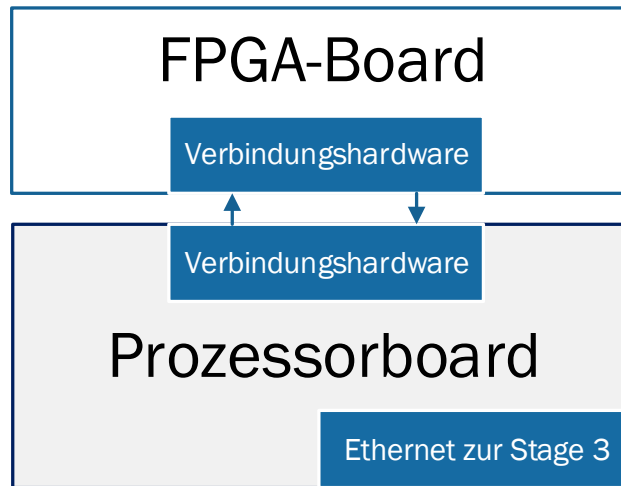 FPGA-Board
Verbindungshardware
Verbindungshardware
Prozessorboard
Ethernet zur Stage 3